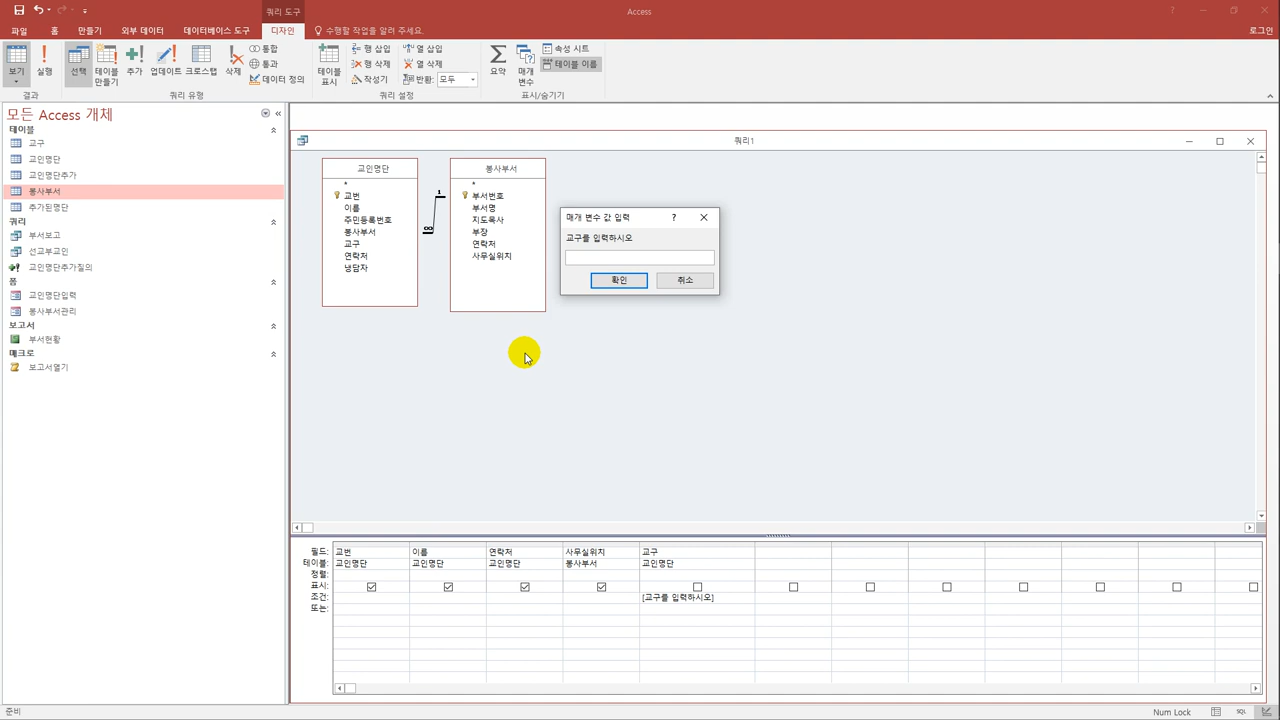 쿼리 도구
Access
파일
홈
만들기
외부 데이터
데이터베이스 도구
디자인
수행할 작업을 알려 주세요.
로그인
보기
실행
선택
테이블
만들기
추가
업데이트
크로스탭
삭제
통합
통과
데이터 정의
테이블
표시
행 삽입
행 삭제
작성기
열 삽입
열 삭제
반환: 모두
요약
매개
변수
속성 시트
테이블 이름
결과
쿼리 유형
쿼리 설정
표시/숨기기
모든 Access 개체
테이블
교구
교인명단
교인명단추가
봉사부서
추가된명단
쿼리
부서보고
선교부교인
교인명단추가질의
폼
교인명단입력
봉사부서관리
보고서
부서현황
매크로
보고서열기
쿼리1
교인명단
*
교번
이름
주민등록번호
봉사부서
교구
연락처
냉담자
1
∞
봉사부서
*
부서번호
부서명
지도목사
부장
연락처
사무실위치
매개 변수 값 입력
?
교구를 입력하시오
확인
취소
필드: 교번 이름 연락처 사무실위치 교구
테이블: 교인명단 교인명단 교인명단 봉사부서 교인명단
정렬:
표시:
조건: [교구를 입력하시오]
또는:
준비
Num Lock
SQL